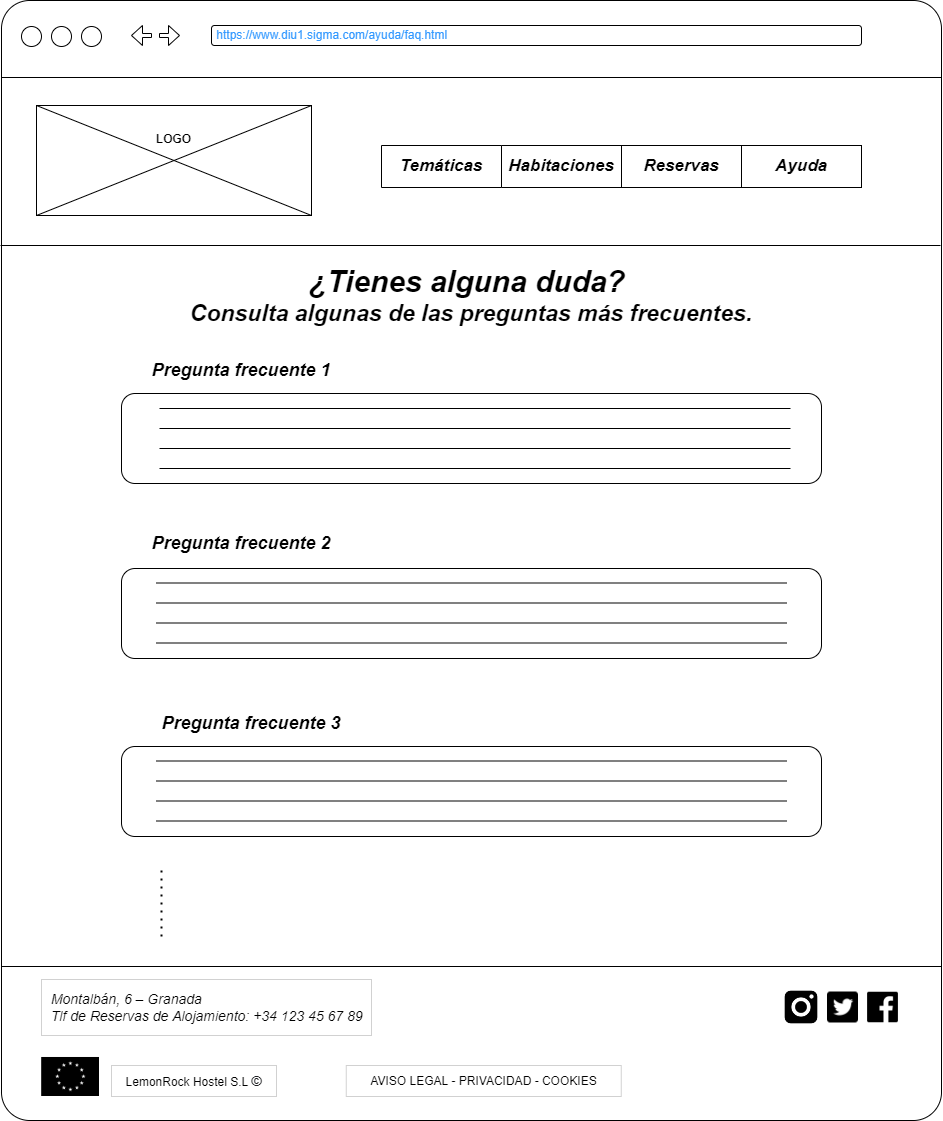 https://www.diu1.sigma.com/ayuda/faq.html
LOGO
Temáticas
Habitaciones
Reservas
Ayuda
¿Tienes alguna duda?
Consulta algunas de las preguntas más frecuentes.
Pregunta frecuente 1
Pregunta frecuente 2
Pregunta frecuente 3
Montalbán, 6 – Granada
Tlf de Reservas de Alojamiento: +34 123 45 67 89
LemonRock Hostel S.L ©
AVISO LEGAL - PRIVACIDAD - COOKIES